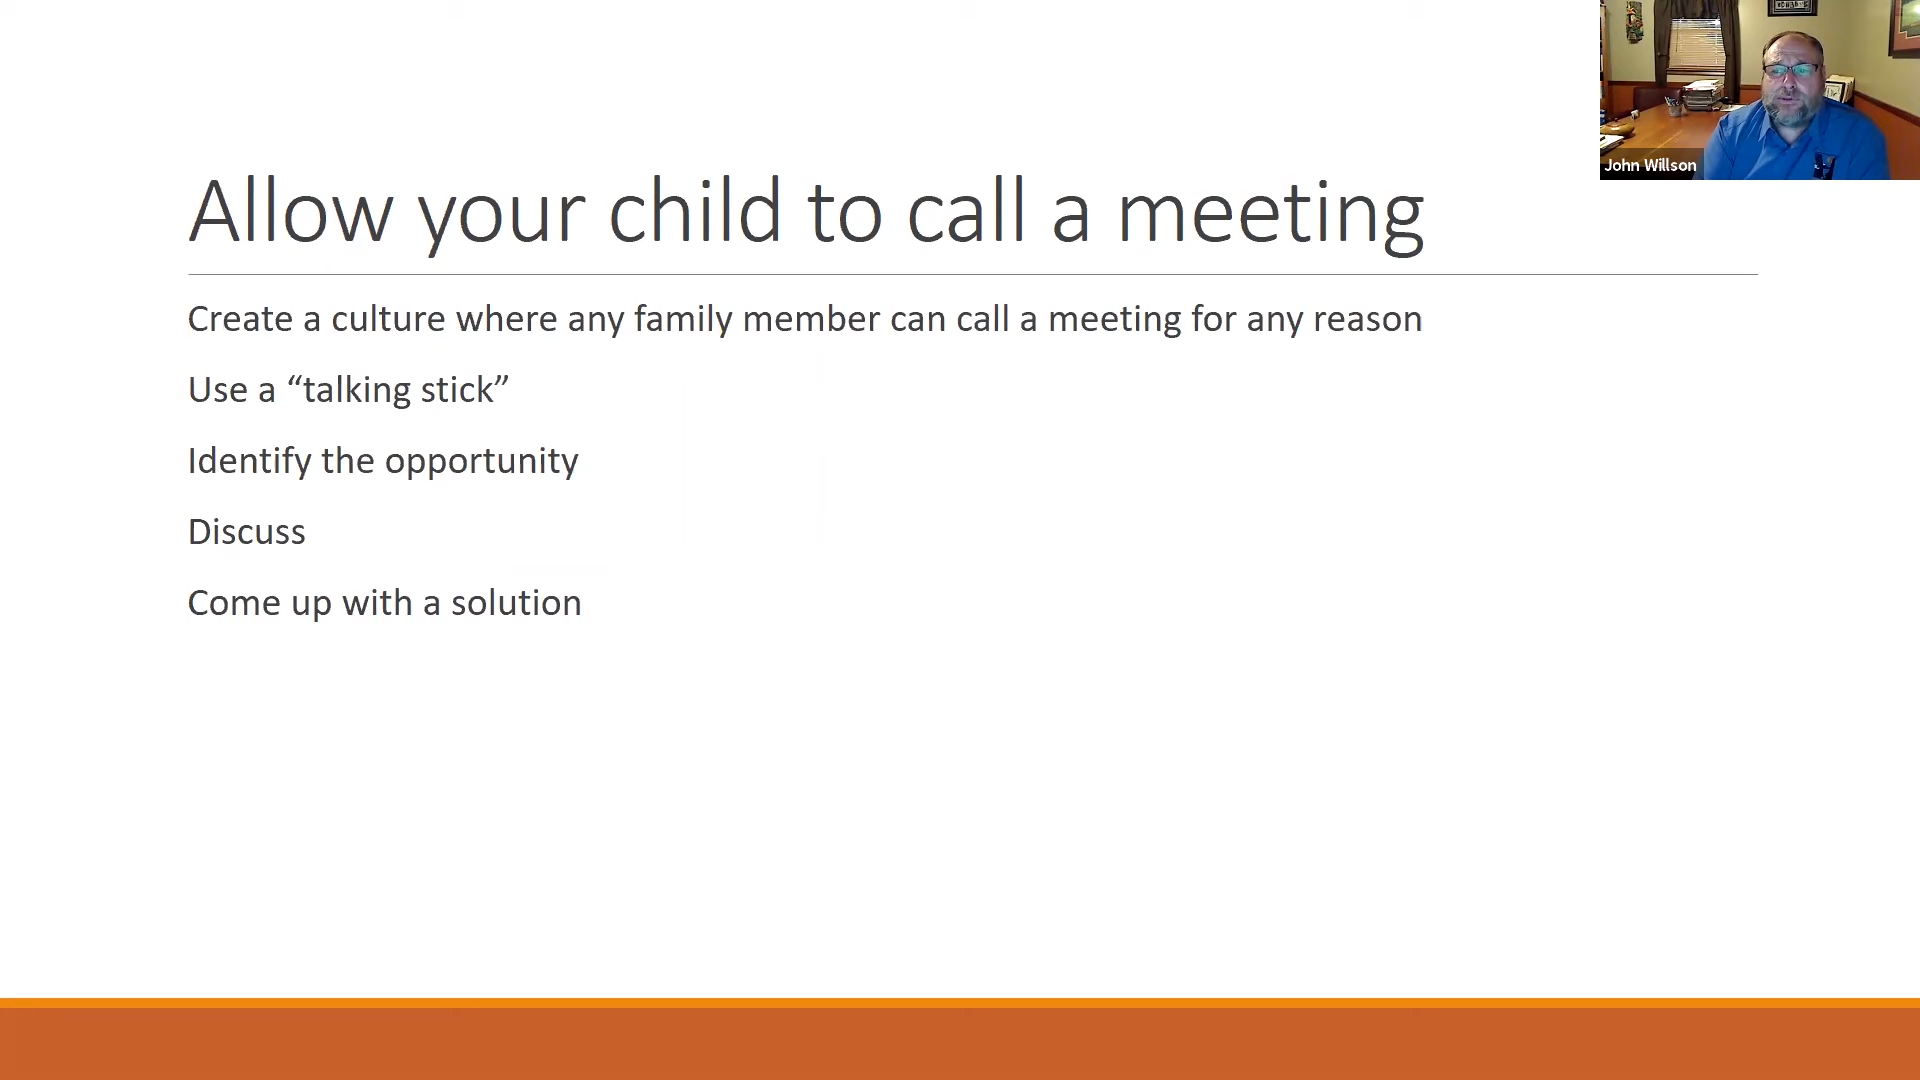 John Willson
Allow your child to call a meeting
Create a culture where any family member can call a meeting for any reason
Use a “talking stick”
Identify the opportunity
Discuss
Come up with a solution